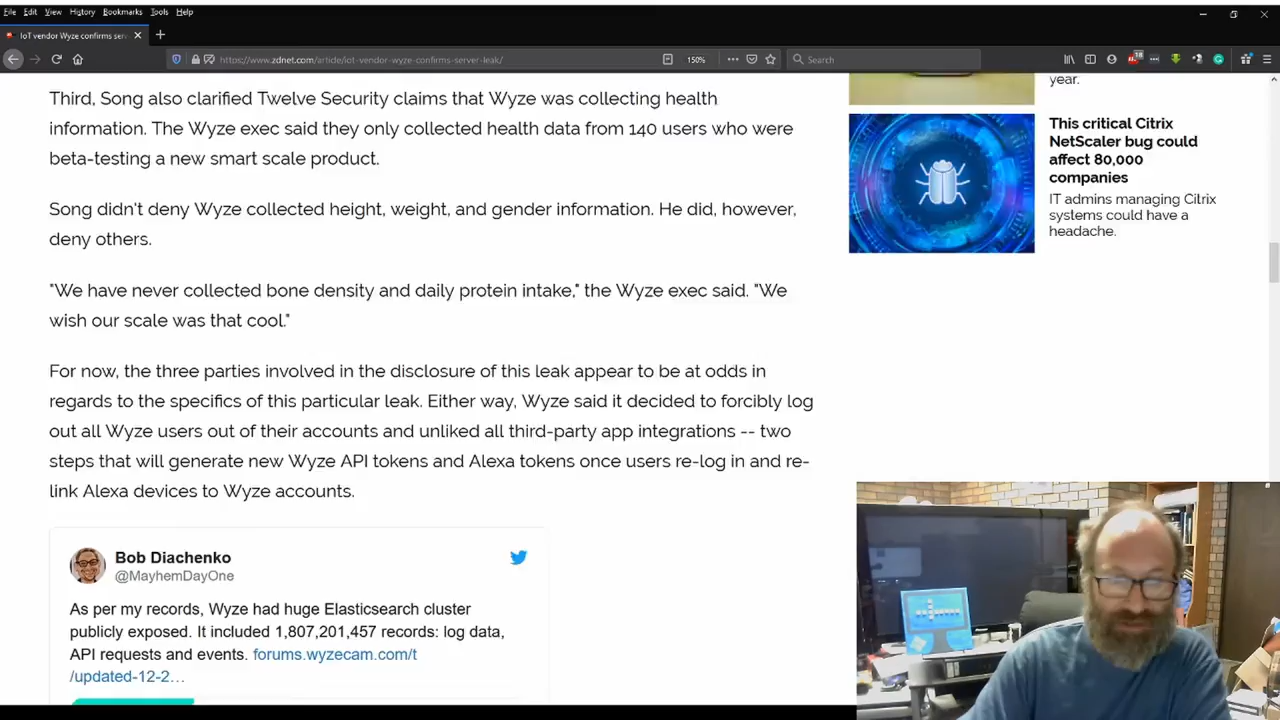 File Edit View History Bookmarks Tools Help
IoT vendor Wyze confirms serv
https://www.zdnet.com/article/iot-vendor-wyze-confirms-server-leak/
150%
Search
18
Third, Song also clarified Twelve Security claims that Wyze was collecting health
information. The Wyze exec said they only collected health data from 140 users who were
beta-testing a new smart scale product.
Song didn't deny Wyze collected height, weight, and gender information. He did, however,
deny others.
"We have never collected bone density and daily protein intake," the Wyze exec said. "We
wish our scale was that cool."
For now, the three parties involved in the disclosure of this leak appear to be at odds in
regards to the specifics of this particular leak. Either way, Wyze said it decided to forcibly log
out all Wyze users out of their accounts and unliked all third-party app integrations -- two
steps that will generate new Wyze API tokens and Alexa tokens once users re-log in and re-
link Alexa devices to Wyze accounts.
Bob Diachenko
@MayhemDayOne
As per my records, Wyze had huge Elasticsearch cluster
publicly exposed. It included 1,807,201,457 records: log data,
API requests and events. forums.wyzecam.com/t
/updated-12-2…
year.
This critical Citrix
NetScaler bug could
affect 80,000
companies
IT admins managing Citrix
systems could have a
headache.